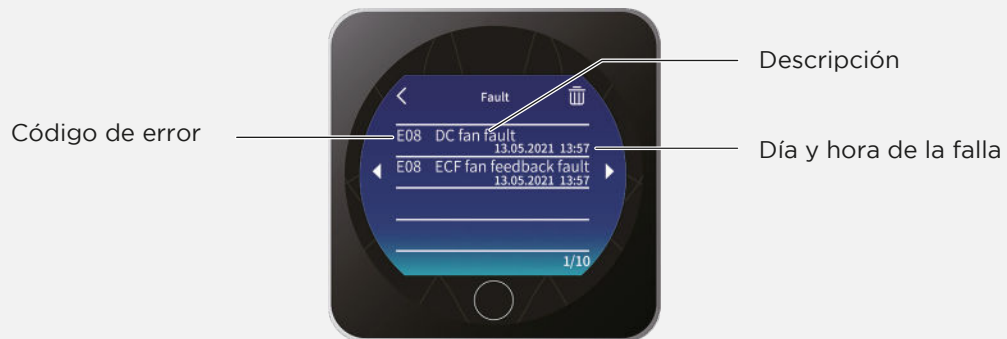 Descripción
Código de error
Día y hora de la falla
Fault
E08 DC fan fault
13.05.2021 13:57
E08 ECF fan feedback fault
13.05.2021 13:57
1/10